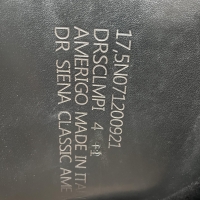 17,5N071200921
DRSCLMPI 4
AMERIGO MADE IN ITA
DR SIENA CLASSIC AME